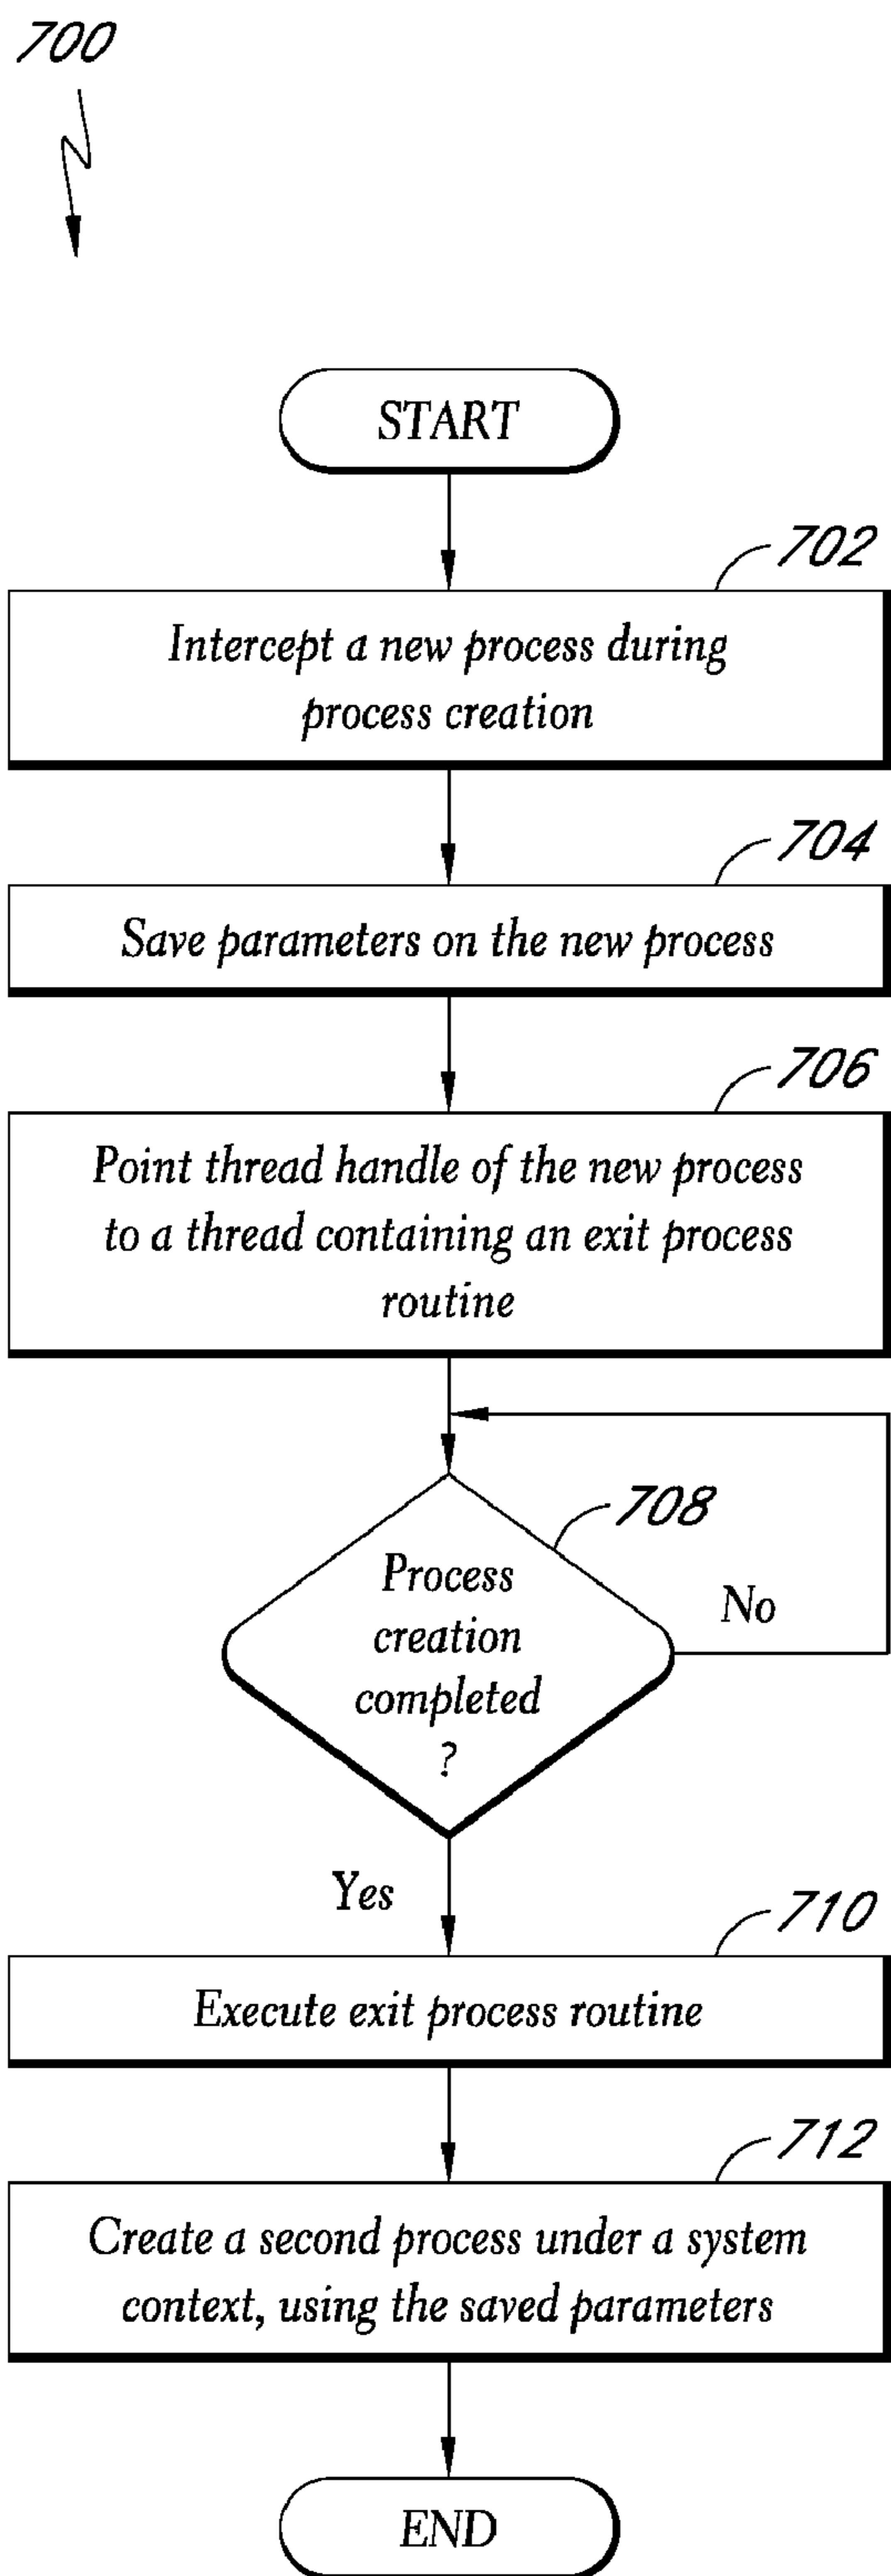 700
START
702
Intercept a new process during
process creation
704
Save parameters on the new process
706
Point thread handle of the new process
to a thread containing an exit process
routine
708
Process
creation
completed
?
No
Yes
710
Execute exit process routine
712
Create a second process under a system
context, using the saved parameters
END